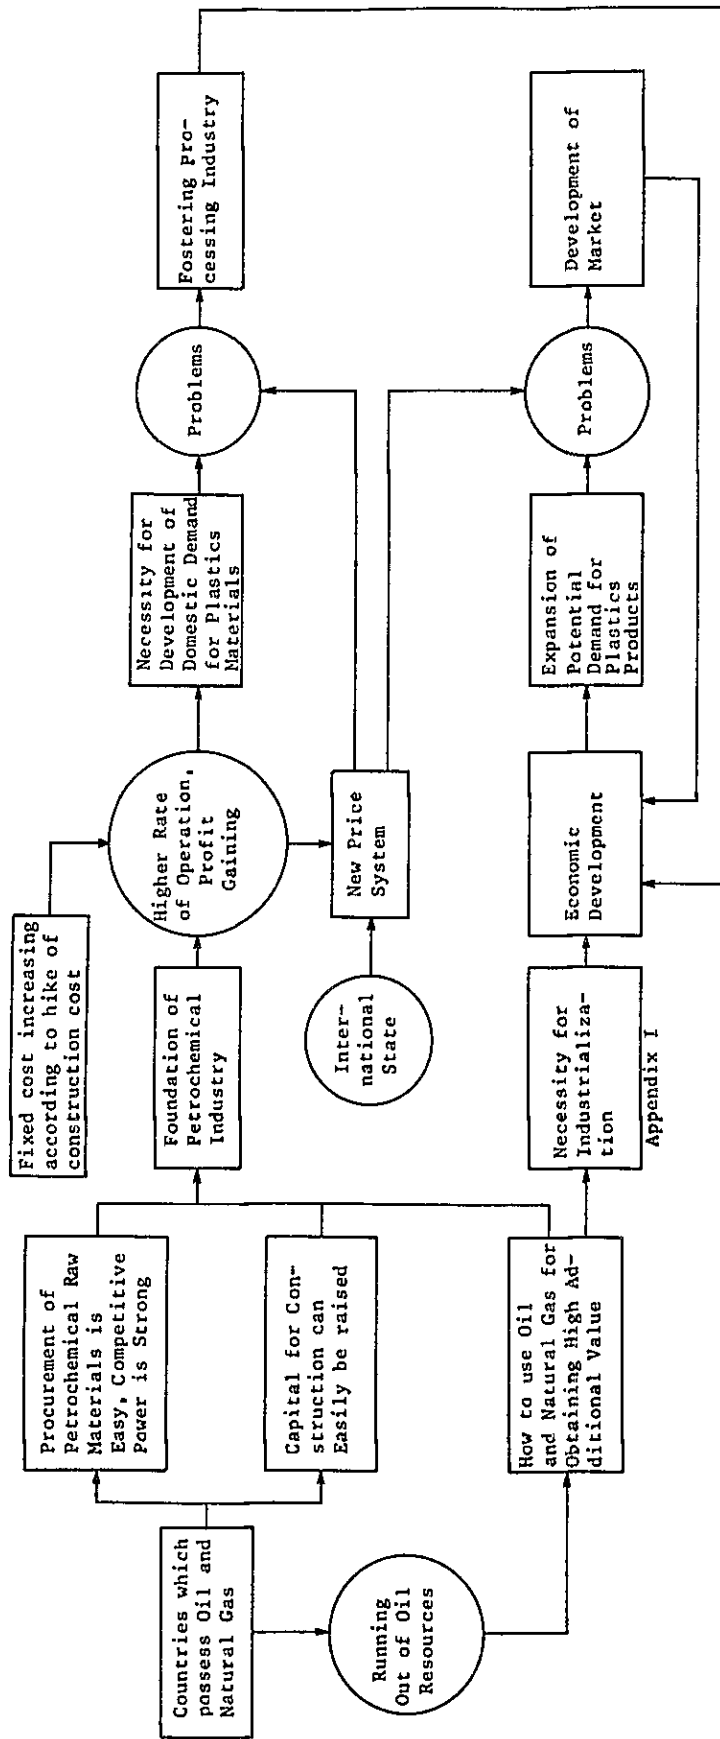 Countries which
possess Oil and
Natural Gas
Running
Out of Oil
Resources
Procurement of
Petrochemical Raw
Materials is
Easy, Competitive
Power is Strong
Capital for Con-
struction can
Easily be raised
How to use Oil
and Natural Gas for
Obtaining High Ad-
ditional Value
Fixed cost increasing
according to hike of
construction cost
Foundation of
Petrochemical
Industry
Inter-
national
State
Necessity for
Industrializa-
tion
Appendix I
Higher Rate
of Operation,
Profit
Gaining
New Price
System
Economic
Development
Necessity for
Development of
Domestic Demand
for Plastics
Materials
Expansion of
Potential
Demand for
Plastics
Products
Problems
Problems
Fostering Pro-
cessing Industry
Development of
Market